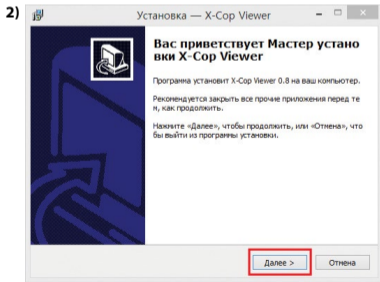 2)
Установка — X-Cop Viewer
Вас приветствует Мастер устано
вки X-Cop Viewer
Программа установит X-Cop Viewer 0.8 на ваш компьютер.
Рекомендуется закрыть все прочие приложения перед те
м, как продолжить.
Нажмите «Далее», чтобы продолжить, или «Отмена», что
бы выйти из программы установки.
Далее >
Отмена